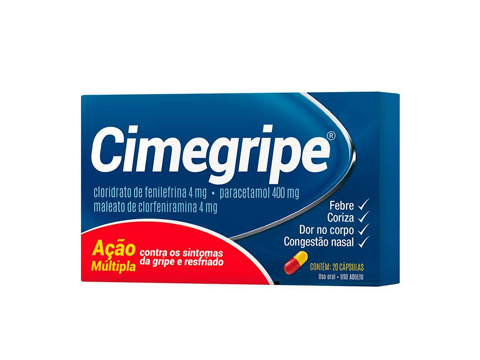 Cimegripe®
cloridrato de fenilefrina 4 mg • paracetamol 400 mg
maleato de clorfeniramina 4 mg
Febre ✓
Coriza ✓
Dor no corpo ✓
Congestão nasal ✓
Ação
Múltipla
contra os sintomas
da gripe e resfriado
CONTÉM: 20 CÁPSULAS
Uso oral • USO ADULTO